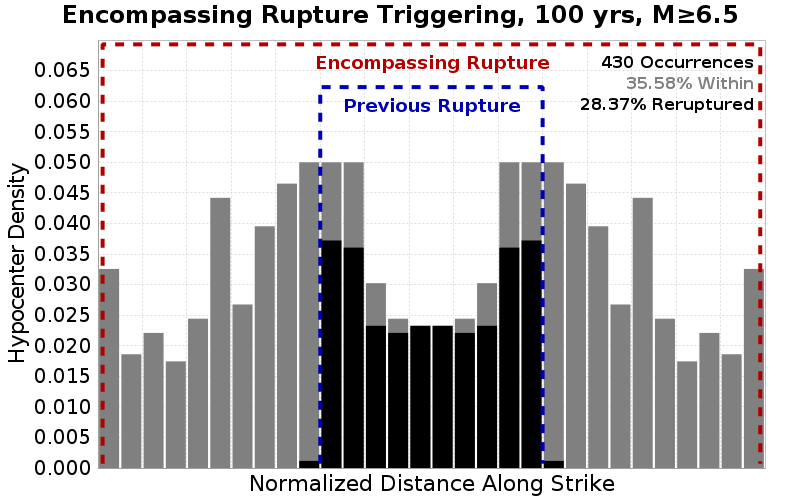 Encompassing Rupture Triggering, 100 yrs, M≥6.5
Encompassing Rupture
430 Occurrences
35.58% Within
Previous Rupture
28.37% Reruptured
Hypocenter Density
0.065
0.060
0.055
0.050
0.045
0.040
0.035
0.030
0.025
0.020
0.015
0.010
0.005
0.000
Normalized Distance Along Strike